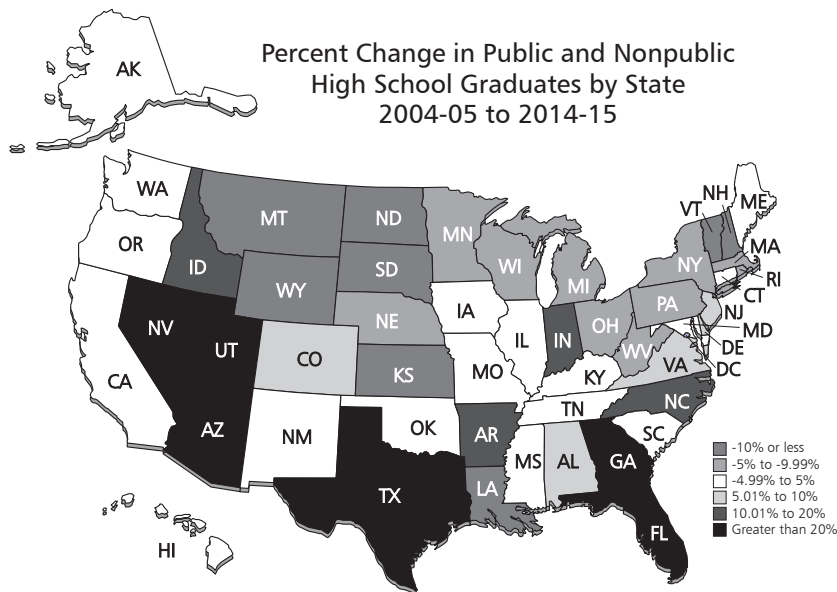 Percent Change in Public and Nonpublic
High School Graduates by State
2004-05 to 2014-15
AK
WA
MT
ND
MN
VT
NH
ME
OR
ID
SD
WI
MI
NY
MA
RI
CT
WY
IA
PA
NJ
NV
NE
MD
UT
CO
IL
IN
OH
WV
VA
DE
DC
CA
KS
MO
KY
NC
AZ
NM
OK
AR
TN
SC
MS
AL
GA
TX
LA
FL
HI
-10% or less
-5% to -9.99%
-4.99% to 5%
5.01% to 10%
10.01% to 20%
Greater than 20%